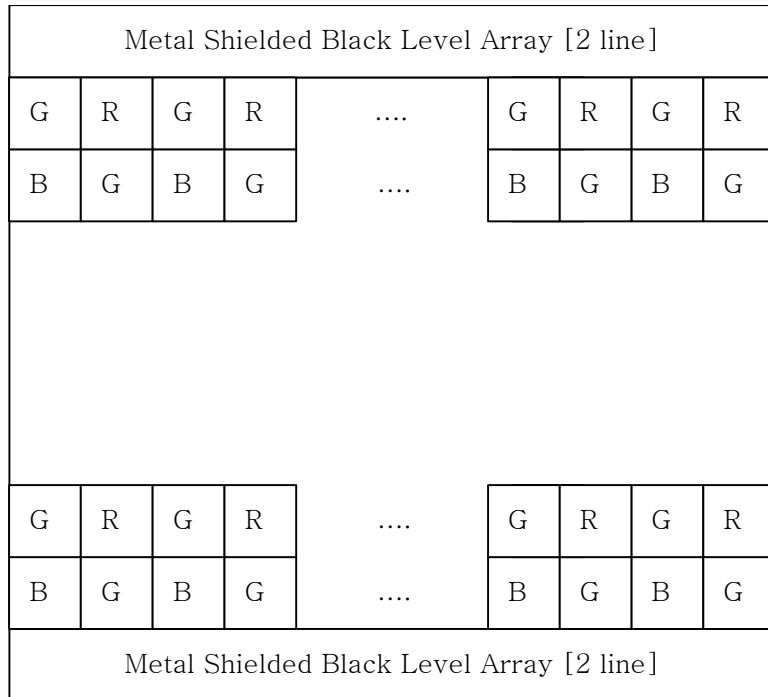 Metal Shielded Black Level Array [2 line]
G R G R .... G R G R
B G B G .... B G B G
G R G R .... G R G R
B G B G .... B G B G
Metal Shielded Black Level Array [2 line]